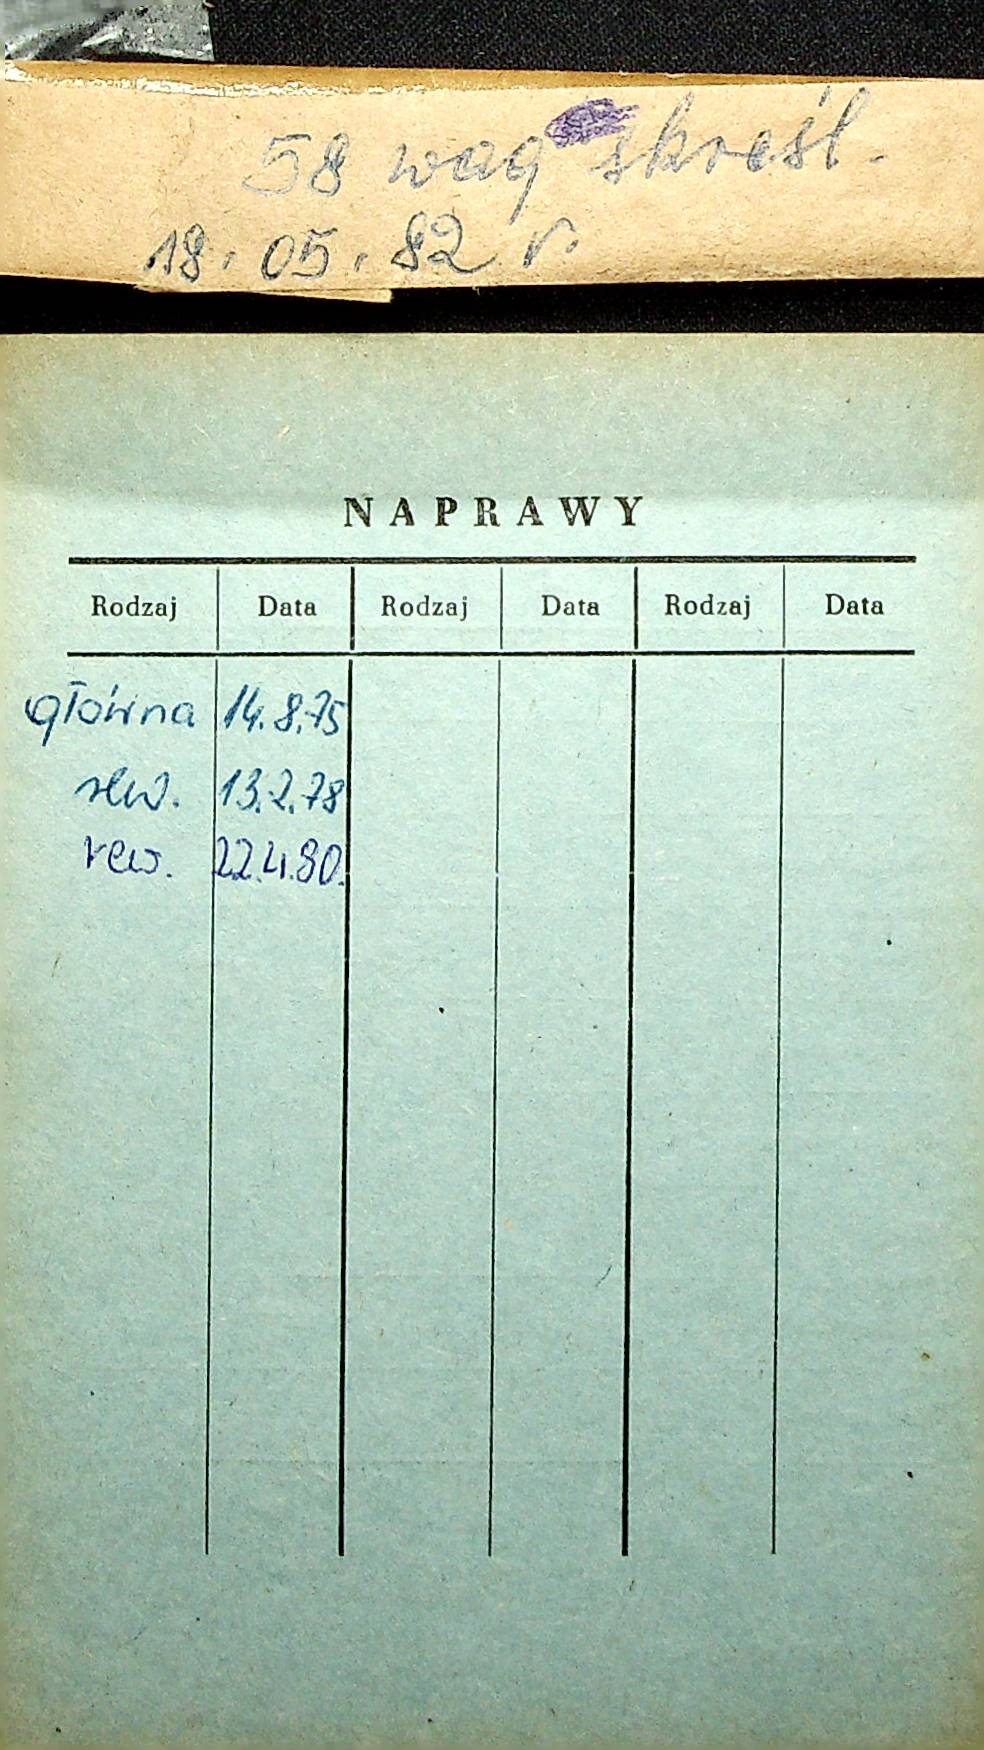 58 wag skreśl.
18.05.82 r.
NAPRAWY
Rodzaj Data Rodzaj Data Rodzaj Data
główna 14.8.75
rew. 13.2.78
rew. 22.4.80.